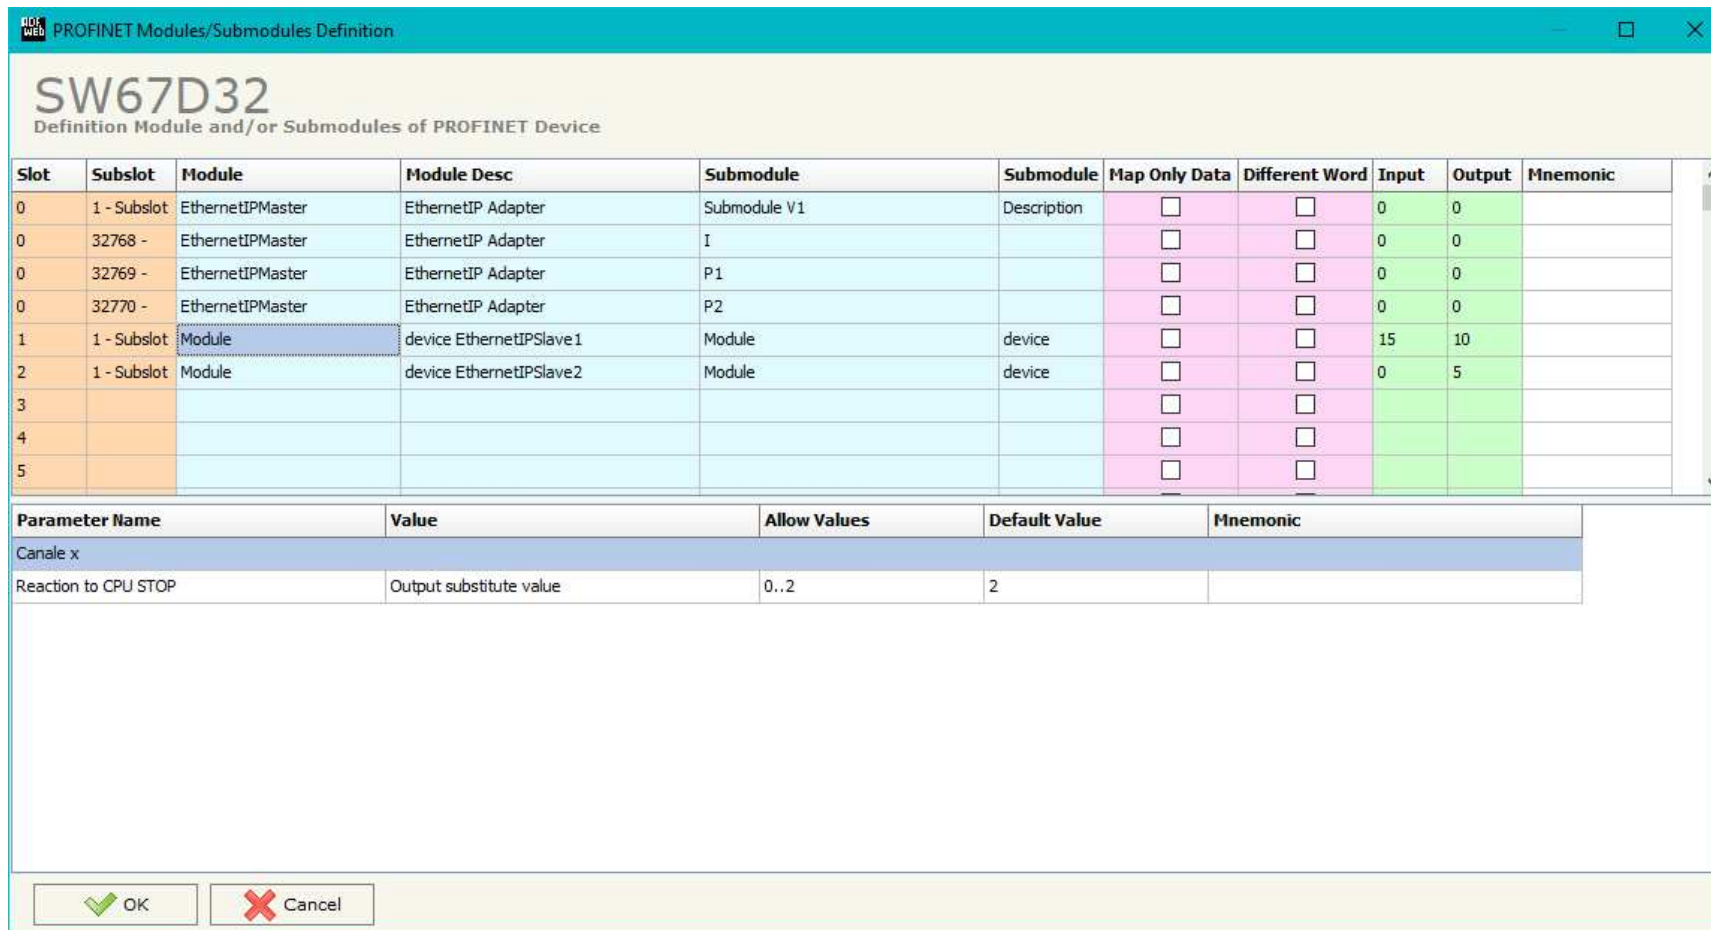 ADF WEB PROFINET Modules/Submodules Definition
SW67D32
Definition Module and/or Submodules of PROFINET Device
Slot Subslot Module Module Desc Submodule Submodule Map Only Data Different Word Input Output Mnemonic
0 1 - Subslot EthernetIPMaster EthernetIP Adapter Submodule V1 Description 0 0
0 32768 - EthernetIPMaster EthernetIP Adapter I 0 0
0 32769 - EthernetIPMaster EthernetIP Adapter P1 0 0
0 32770 - EthernetIPMaster EthernetIP Adapter P2 0 0
1 1 - Subslot Module device EthernetIPSlave1 Module device 15 10
2 1 - Subslot Module device EthernetIPSlave2 Module device 0 5
3
4
5
Parameter Name Value Allow Values Default Value Mnemonic
Canale x
Reaction to CPU STOP Output substitute value 0..2 2
OK Cancel